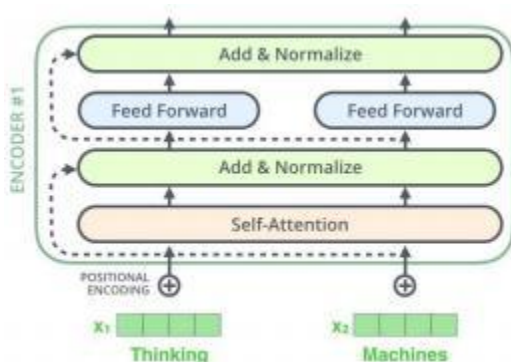 ENCODER #1
Add & Normalize
Feed Forward Feed Forward
Add & Normalize
Self-Attention
POSITIONAL
ENCODING
x₁ x₂
Thinking Machines